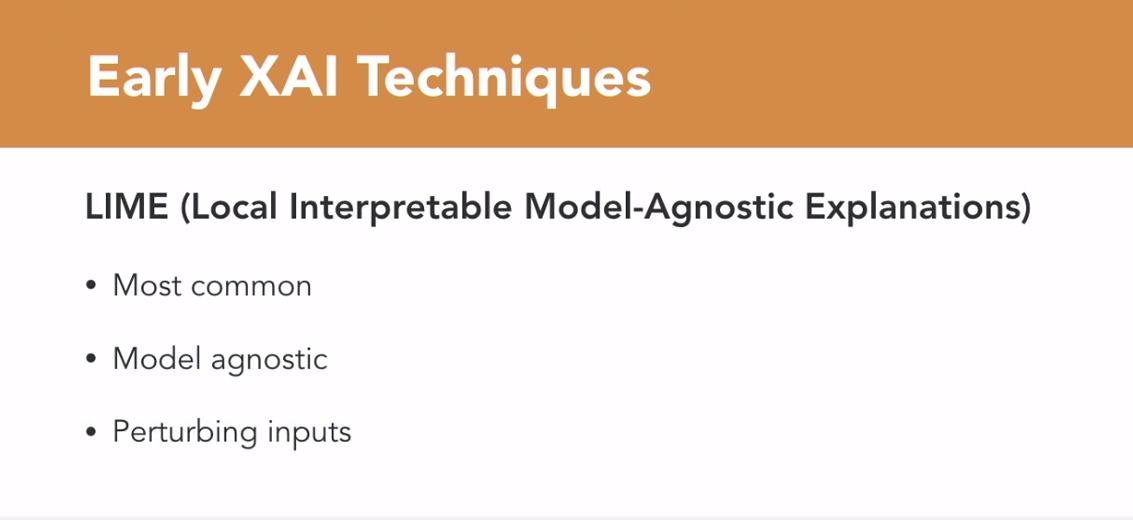 Early XAI Techniques
LIME (Local Interpretable Model-Agnostic Explanations)
• Most common
• Model agnostic
• Perturbing inputs